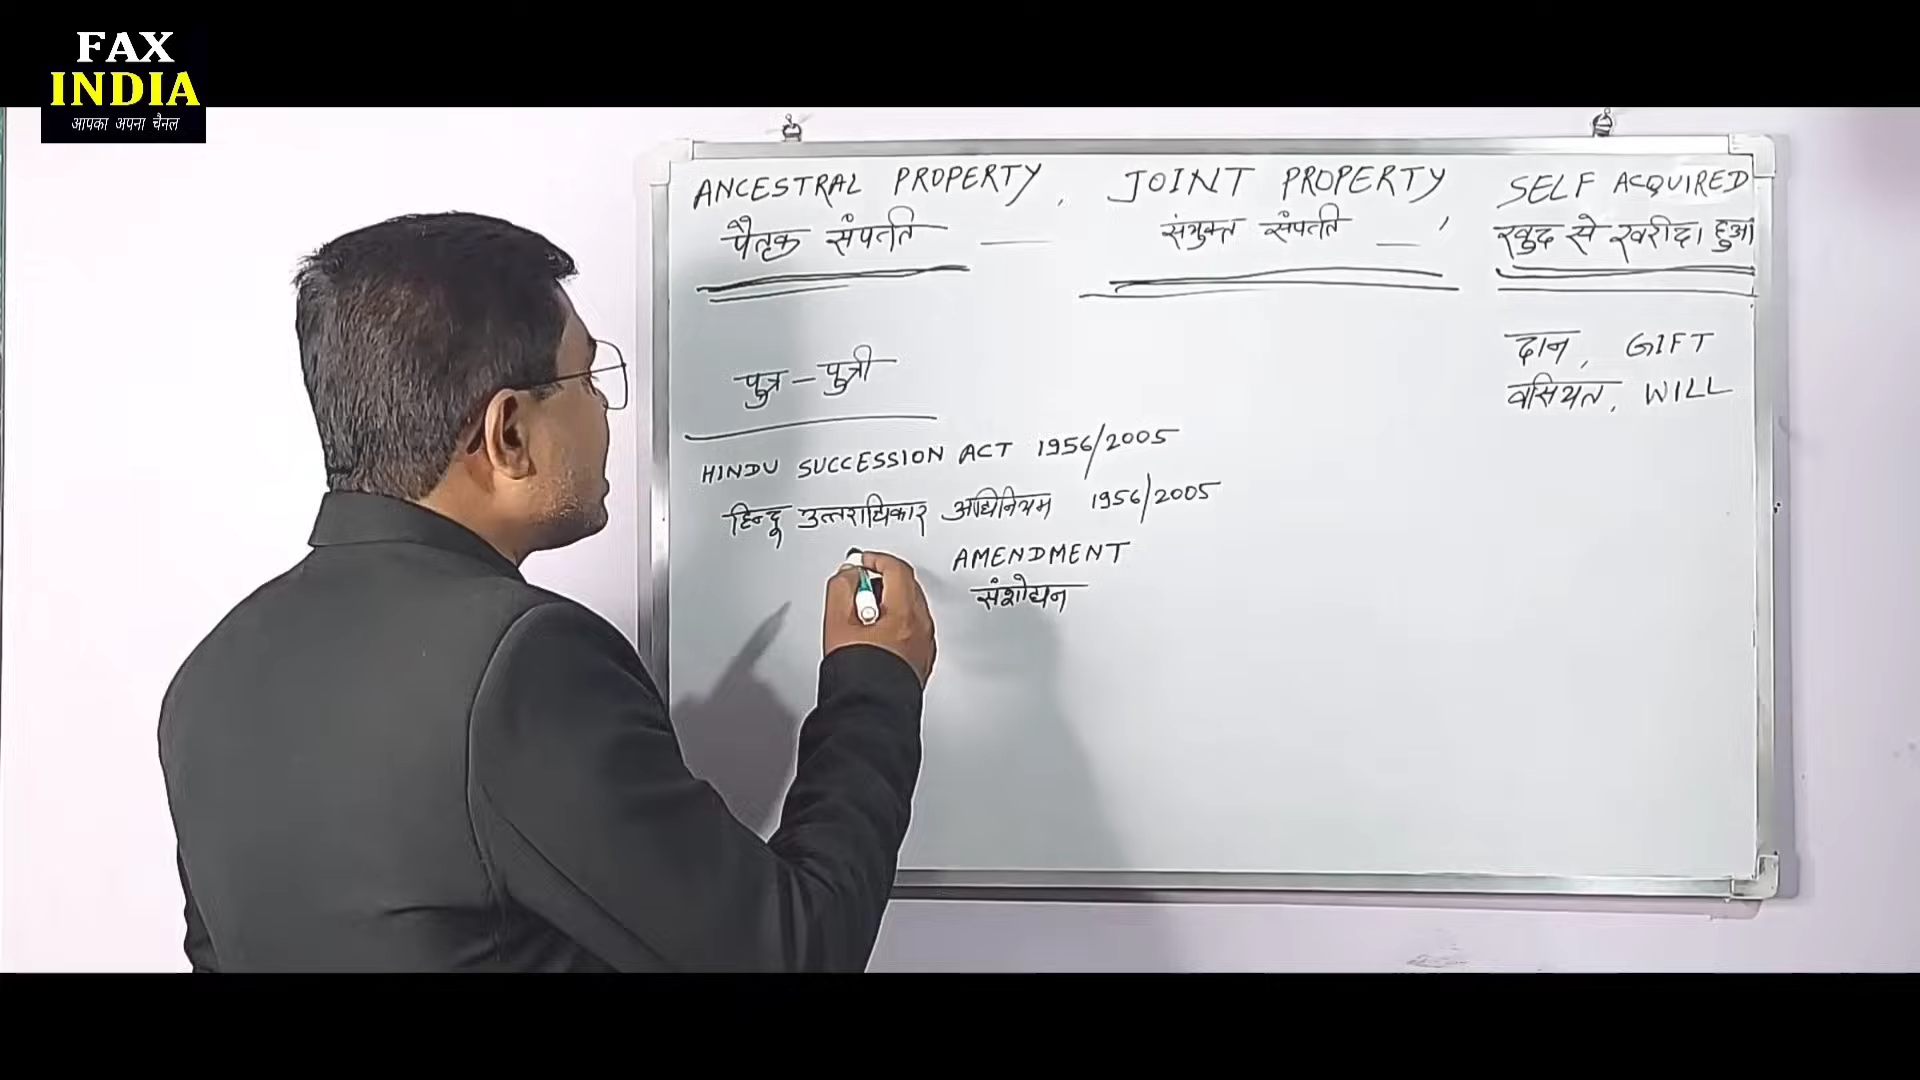 FAX
INDIA
आपका अपना चैनल
ANCESTRAL PROPERTY, JOINT PROPERTY, SELF ACQUIRED
पैतृक संपत्ति — संयुक्त संपत्ति — खुद से खरीदा हुआ
दान, GIFT
पुत्र - पुत्री
वसियत, WILL
HINDU SUCCESSION ACT 1956/2005
हिन्दू उत्तराधिकार अधिनियम 1956/2005
AMENDMENT
संशोधन